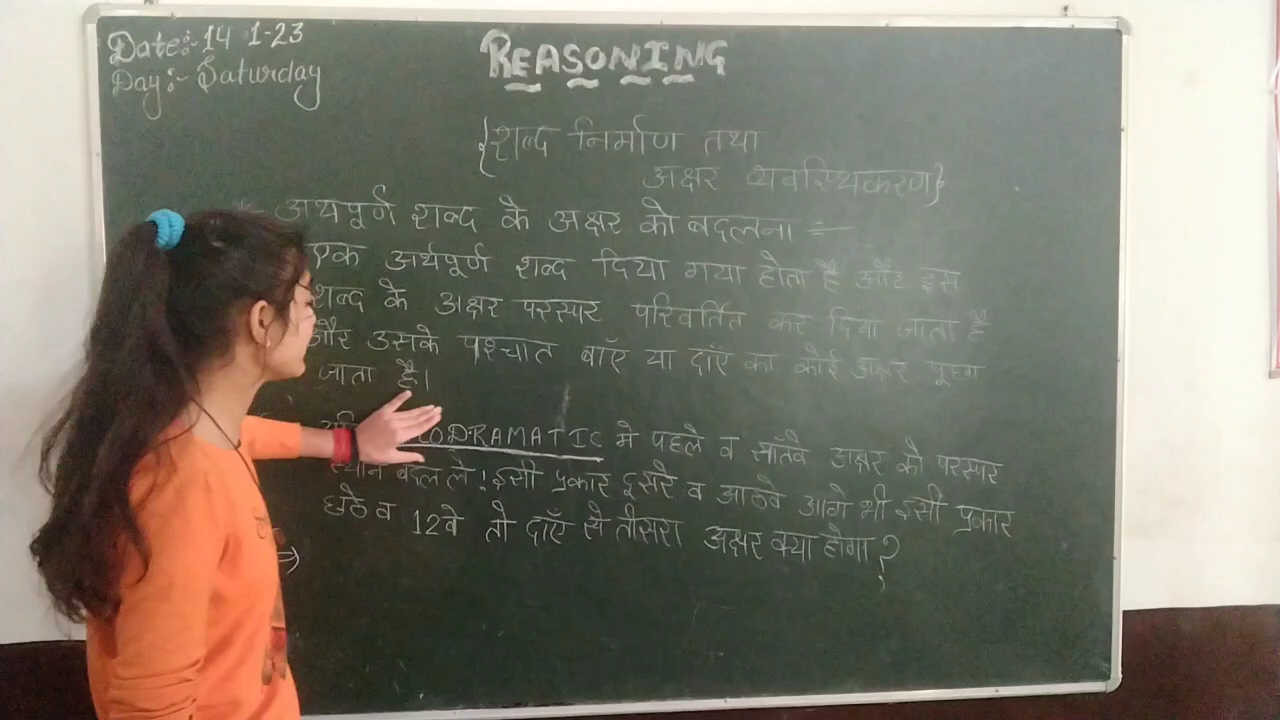 Date:- 14 1-23
Day:- Saturday
REASONING
{शब्द निर्माण तथा
अक्षर व्यवस्थिकरण}
अर्थपूर्ण शब्द के अक्षर को बदलना =
एक अर्थपूर्ण शब्द दिया गया होता है और इस
शब्द के अक्षर परस्पर परिवर्तित कर दिया जाता है
और उसके पश्चात बाँए या दाँए का कोई अक्षर पूछा
जाता है।
ODRAMATIC मे पहले व साँतवे अक्षर को परस्पर
स्थान बदल ले! इसी प्रकार दूसरे व आठवे आगे भी इसी प्रकार
छठे व 12वे तो दाँए से तीसरा अक्षर क्या होगा?
⇒